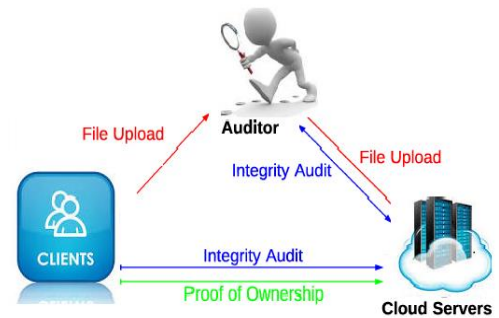 Auditor
File Upload
File Upload
Integrity Audit
CLIENTS
Integrity Audit
Proof of Ownership
Cloud Servers